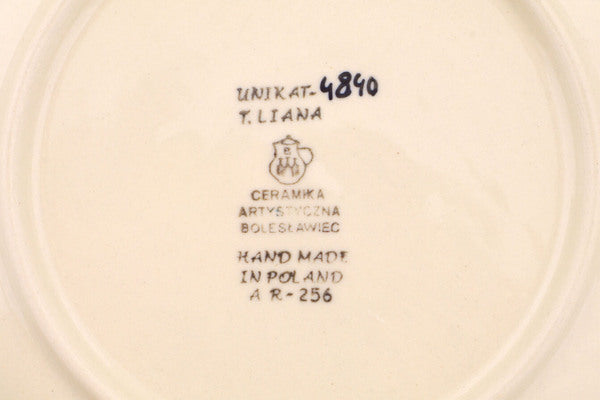 UNIKAT-4840
T. LIANA
CERAMIKA
ARTYSTYCZNA
BOLESŁAWIEC
HAND MADE
IN POLAND
A R-256